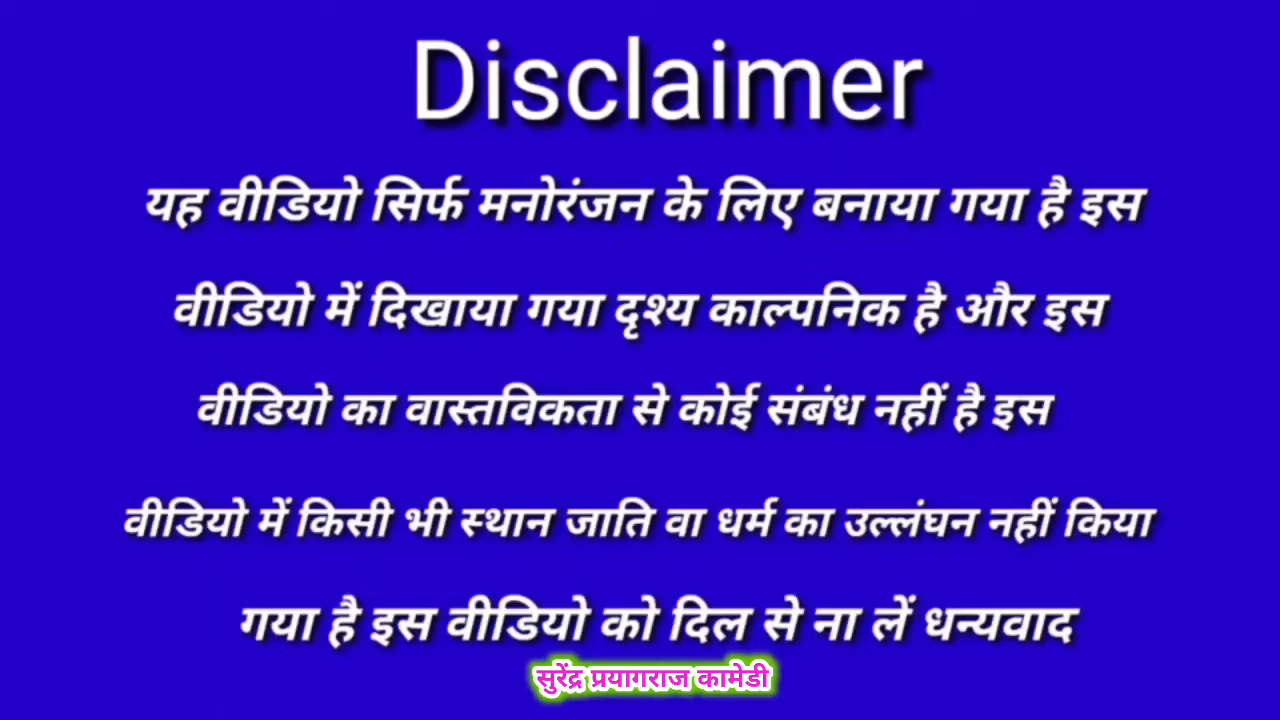 Disclaimer
यह वीडियो सिर्फ मनोरंजन के लिए बनाया गया है इस
वीडियो में दिखाया गया दृश्य काल्पनिक है और इस
वीडियो का वास्तविकता से कोई संबंध नहीं है इस
वीडियो में किसी भी स्थान जाति वा धर्म का उल्लंघन नहीं किया
गया है इस वीडियो को दिल से ना लें धन्यवाद
सुरेंद्र प्रयागराज कामेडी